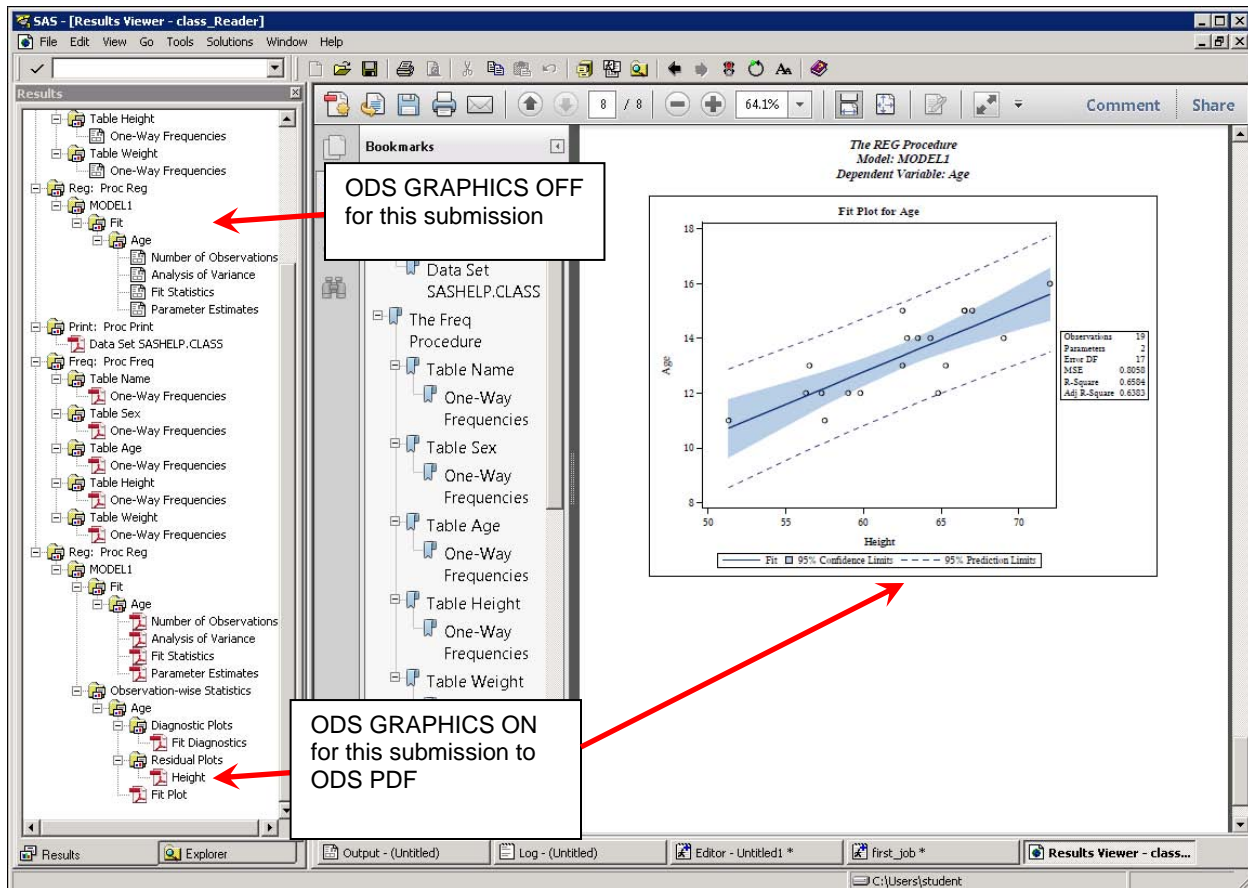 SAS - [Results Viewer - class_Reader]
File Edit View Go Tools Solutions Window Help
Results
Table Height
One-Way Frequencies
Table Weight
One-Way Frequencies
Reg: Proc Reg
MODEL1
Fit
Age
Number of Observations
Analysis of Variance
Fit Statistics
Parameter Estimates
Print: Proc Print
Data Set SASHELP.CLASS
Freq: Proc Freq
Table Name
One-Way Frequencies
Table Sex
One-Way Frequencies
Table Age
One-Way Frequencies
Table Height
One-Way Frequencies
Table Weight
One-Way Frequencies
Reg: Proc Reg
MODEL1
Fit
Age
Number of Observations
Analysis of Variance
Fit Statistics
Parameter Estimates
Observation-wise Statistics
Age
Diagnostic Plots
Fit Diagnostics
Residual Plots
Height
Fit Plot
8 / 8
64.1%
Comment Share
Bookmarks
ODS GRAPHICS OFF
for this submission
Data Set
SASHELP.CLASS
The Freq
Procedure
Table Name
One-Way
Frequencies
Table Sex
One-Way
Frequencies
Table Age
One-Way
Frequencies
Table Height
One-Way
Frequencies
Table Weight
ODS GRAPHICS ON
for this submission to
ODS PDF
The REG Procedure
Model: MODEL1
Dependent Variable: Age
Fit Plot for Age
18
16
14
12
10
8
Age
50 55 60 65 70
Height
Observations 19
Parameters 2
Error DF 17
MSE 0.8058
R-Square 0.6584
Adj R-Square 0.6383
Fit 95% Confidence Limits 95% Prediction Limits
Results Explorer
Output - (Untitled) Log - (Untitled) Editor - Untitled1 * first_job * Results Viewer - class...
C:\Users\student